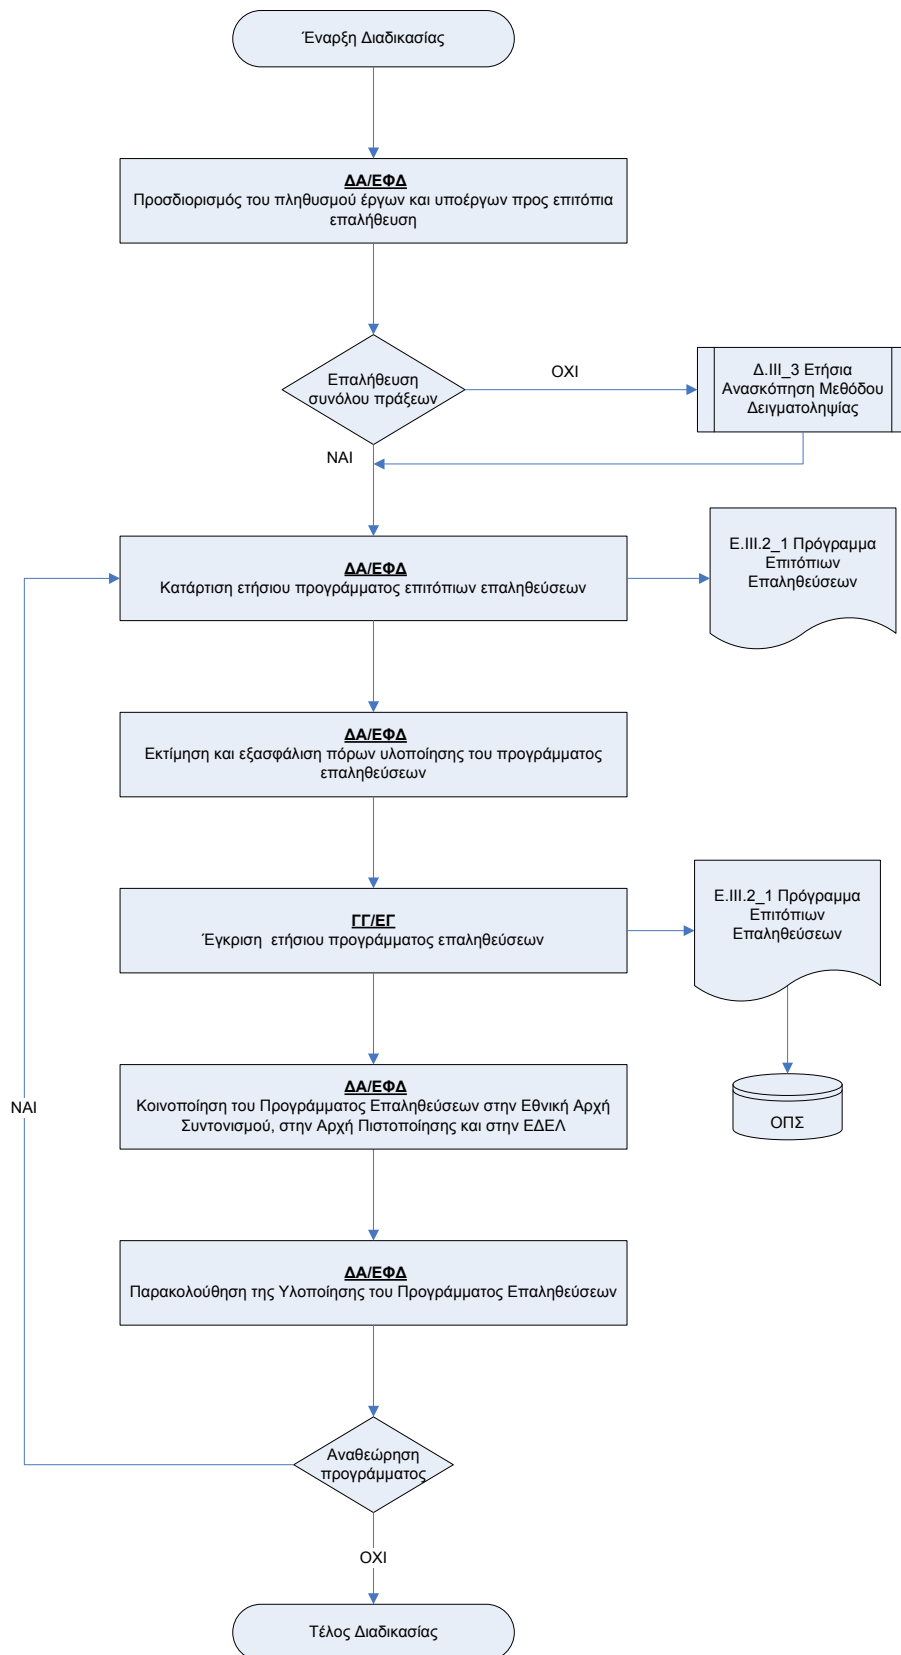 Έναρξη Διαδικασίας
ΔΑ/ΕΦΔ
Προσδιορισμός του πληθυσμού έργων και υποέργων προς επιτόπια
επαλήθευση
Επαλήθευση
συνόλου πράξεων
ΟΧΙ
Δ.ΙΙΙ_3 Ετήσια
Ανασκόπηση Μεθόδου
Δειγματοληψίας
ΝΑΙ
ΔΑ/ΕΦΔ
Κατάρτιση ετήσιου προγράμματος επιτόπιων επαληθεύσεων
Ε.ΙΙΙ.2_1 Πρόγραμμα
Επιτόπιων
Επαληθεύσεων
ΔΑ/ΕΦΔ
Εκτίμηση και εξασφάλιση πόρων υλοποίησης του προγράμματος
επαληθεύσεων
ΓΓ/ΕΓ
Έγκριση ετήσιου προγράμματος επαληθεύσεων
Ε.ΙΙΙ.2_1 Πρόγραμμα
Επιτόπιων
Επαληθεύσεων
ΔΑ/ΕΦΔ
Κοινοποίηση του Προγράμματος Επαληθεύσεων στην Εθνική Αρχή
Συντονισμού, στην Αρχή Πιστοποίησης και στην ΕΔΕΛ
ΟΠΣ
ΝΑΙ
ΔΑ/ΕΦΔ
Παρακολούθηση της Υλοποίησης του Προγράμματος Επαληθεύσεων
Αναθεώρηση
προγράμματος
ΟΧΙ
Τέλος Διαδικασίας